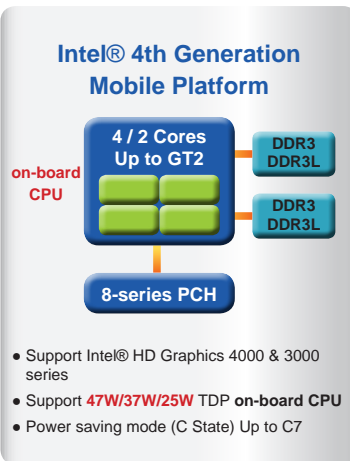 Intel® 4th Generation
Mobile Platform
4 / 2 Cores
Up to GT2
on-board
CPU
DDR3
DDR3L
DDR3
DDR3L
8-series PCH
● Support Intel® HD Graphics 4000 & 3000
series
● Support 47W/37W/25W TDP on-board CPU
● Power saving mode (C State) Up to C7